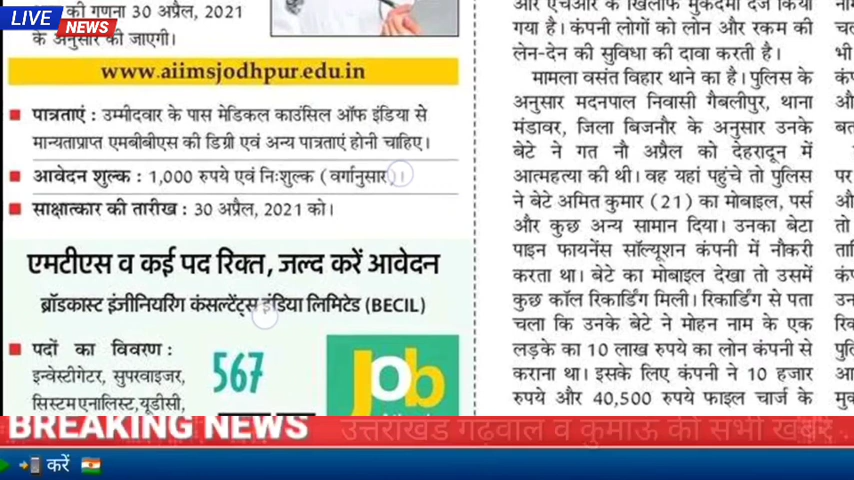 LIVE
NEWS
की गणना 30 अप्रैल, 2021
के अनुसार की जाएगी।
www.aiimsjodhpur.edu.in
पात्रताएं : उम्मीदवार के पास मेडिकल काउंसिल ऑफ इंडिया से
मान्यताप्राप्त एमबीबीएस की डिग्री एवं अन्य पात्रताएं होनी चाहिए।
आवेदन शुल्क : 1,000 रुपये एवं निःशुल्क (वर्गानुसार)।
साक्षात्कार की तारीख : 30 अप्रैल, 2021 को।
एमटीएस व कई पद रिक्त, जल्द करें आवेदन
ब्रॉडकास्ट इंजीनियरिंग कंसल्टेंट्स इंडिया लिमिटेड (BECIL)
पदों का विवरण :
इन्वेस्टीगेटर, सुपरवाइजर,
सिस्टम एनालिस्ट, यूडीसी,
567
Job
और एचआर के खिलाफ मुकदमा दर्ज किया
गया है। कंपनी लोगों को लोन और रकम की
लेन-देन की सुविधा की दावा करती है।
मामला वसंत विहार थाने का है। पुलिस के
अनुसार मदनपाल निवासी गैबलीपुर, थाना
मंडावर, जिला बिजनौर के अनुसार उनके
बेटे ने गत नौ अप्रैल को देहरादून में
आत्महत्या की थी। वह यहां पहुंचे तो पुलिस
ने बेटे अमित कुमार (21) का मोबाइल, पर्स
और कुछ अन्य सामान दिया। उनका बेटा
पाइन फायनेंस सॉल्यूशन कंपनी में नौकरी
करता था। बेटे का मोबाइल देखा तो उसमें
कुछ कॉल रिकार्डिंग मिली। रिकार्डिंग से पता
चला कि उनके बेटे ने मोहन नाम के एक
लड़के का 10 लाख रुपये का लोन कंपनी से
कराना था। इसके लिए कंपनी ने 10 हजार
रुपये और 40,500 रुपये फाइल चार्ज के
BREAKING NEWS
उत्तराखंड गढ़वाल व कुमाऊ की सभी खबरें
करें